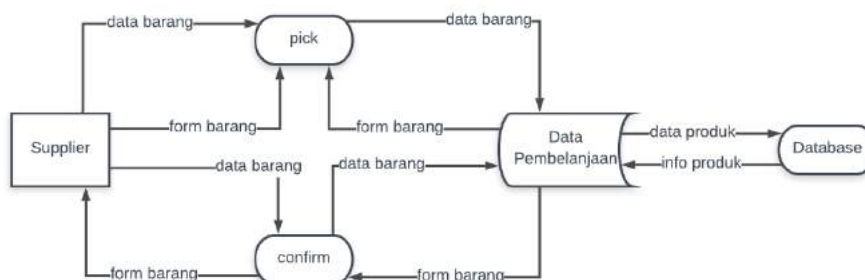 data barang
pick
data barang
form barang
form barang
Supplier
Data
Pembelanjaan
data produk
info produk
Database
data barang
data barang
confirm
form barang
form barang